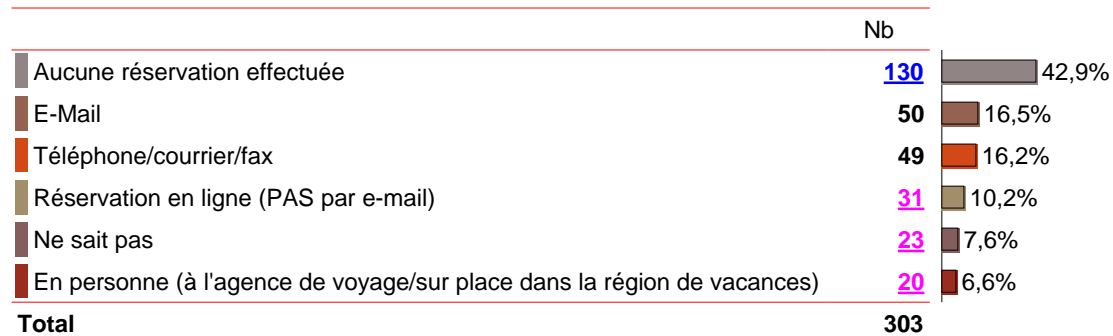 Nb
Aucune réservation effectuée 130 42,9%
E-Mail 50 16,5%
Téléphone/courrier/fax 49 16,2%
Réservation en ligne (PAS par e-mail) 31 10,2%
Ne sait pas 23 7,6%
En personne (à l'agence de voyage/sur place dans la région de vacances) 20 6,6%
Total 303